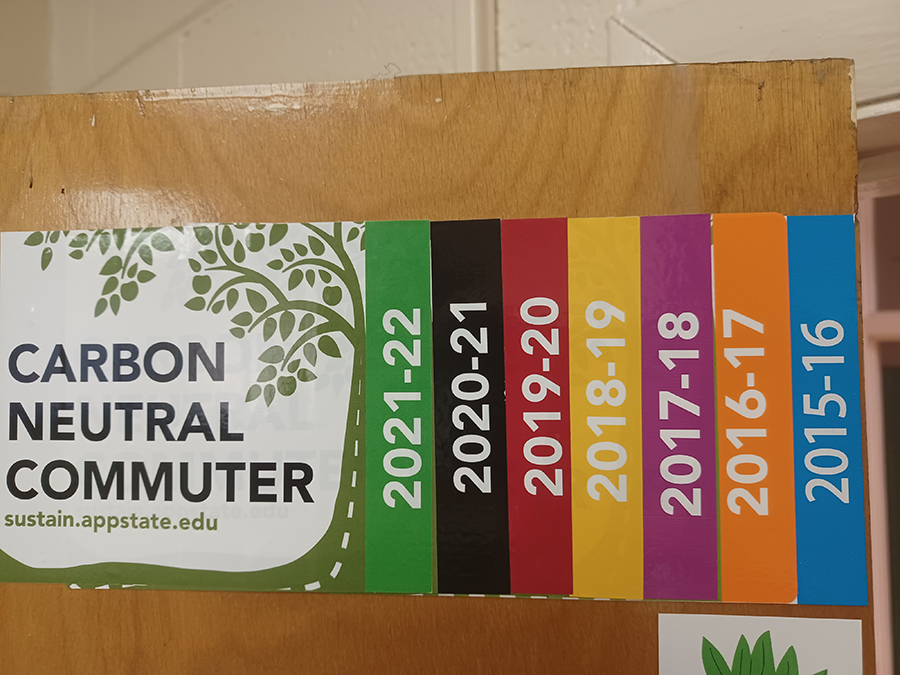 CARBON
NEUTRAL
COMMUTER
sustain.appstate.edu
2021-22
2020-21
2019-20
2018-19
2017-18
2016-17
2015-16